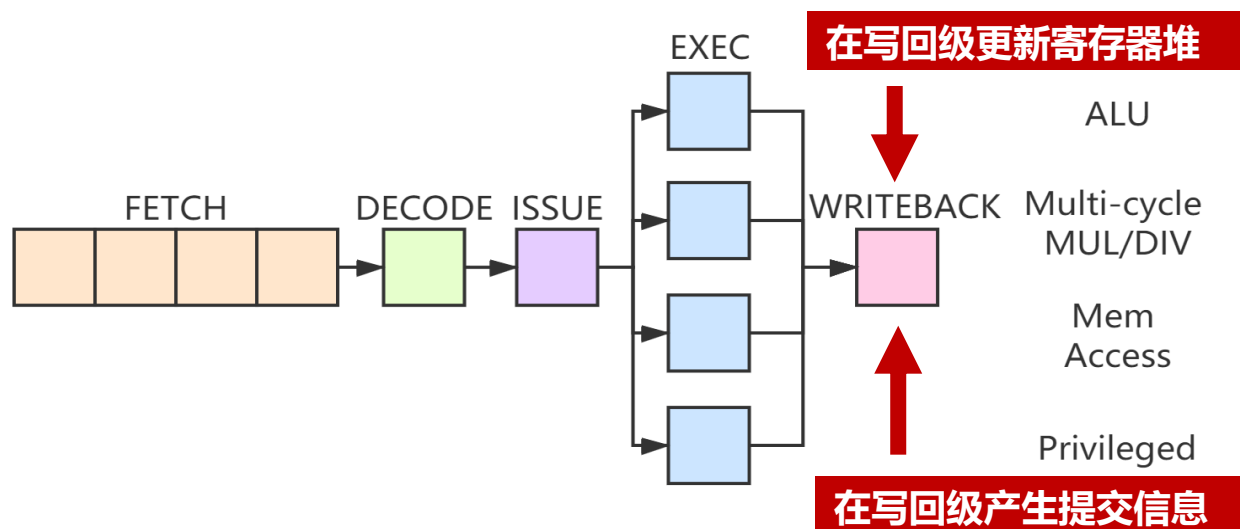 在写回级更新寄存器堆
EXEC
ALU
FETCH
DECODE
ISSUE
WRITEBACK
Multi-cycle
MUL/DIV
Mem
Access
Privileged
在写回级产生提交信息